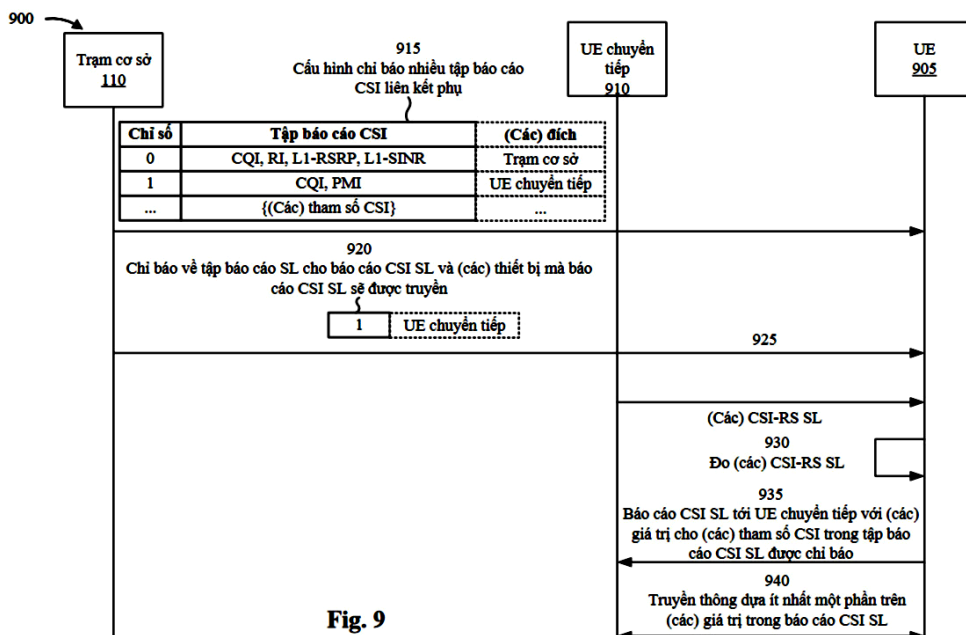 900
Trạm cơ sở
110
915
Cấu hình chỉ báo nhiều tập báo cáo
CSI liên kết phụ
UE chuyển
tiếp
910
UE
905
Chỉ số Tập báo cáo CSI (Các) đích
0 CQI, RI, L1-RSRP, L1-SINR Trạm cơ sở
1 CQI, PMI UE chuyển tiếp
... {(Các) tham số CSI} ...
920
Chỉ báo về tập báo cáo SL cho báo cáo CSI SL và (các) thiết bị mà báo
cáo CSI SL sẽ được truyền
1 UE chuyển tiếp
925
(Các) CSI-RS SL
930
Đo (các) CSI-RS SL
935
Báo cáo CSI SL tới UE chuyển tiếp với (các)
giá trị cho (các) tham số CSI trong tập báo
cáo CSI SL được chỉ báo
940
Truyền thông dựa ít nhất một phần trên
(các) giá trị trong báo cáo CSI SL
Fig. 9